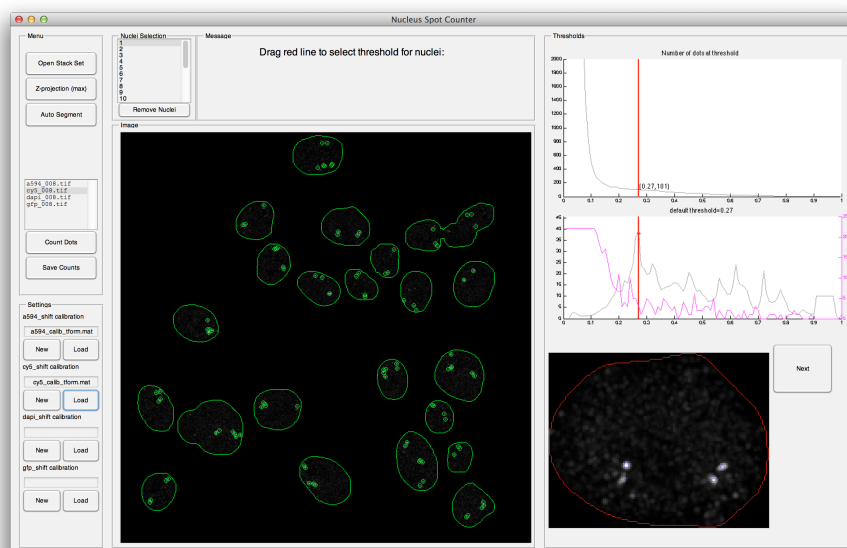 Nucleus Spot Counter
Menu
Open Stack Set
Z-projection (max)
Auto Segment
a594_008.tif
cy5_008.tif
dapi_008.tif
gfp_008.tif
Count Dots
Save Counts
Settings
a594_shift calibration
a594_calib_tform.mat
New Load
cy5_shift calibration
cy5_calib_tform.mat
New Load
dapi_shift calibration
New Load
gfp_shift calibration
New Load
Nuclei Selection
1
2
3
4
5
6
7
8
9
10
Remove Nuclei
Message
Drag red line to select threshold for nuclei:
Image
Thresholds
Number of dots at threshold
2000
1800
1600
1400
1200
1000
800
600
400
200
0
(0.27,101)
0 0.1 0.2 0.3 0.4 0.5 0.6 0.7 0.8 0.9 1
default threshold=0.27
45
40
35
30
25
20
15
10
5
0
0 0.1 0.2 0.3 0.4 0.5 0.6 0.7 0.8 0.9 1
Next